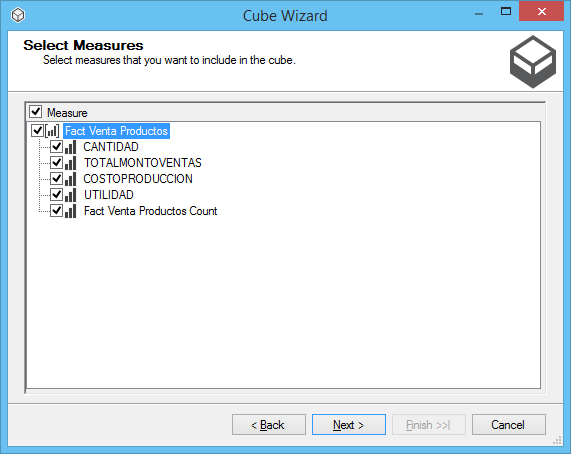 Cube Wizard
Select Measures
Select measures that you want to include in the cube.
Measure
Fact Venta Productos
CANTIDAD
TOTALMONTOVENTAS
COSTOPRODUCCION
UTILIDAD
Fact Venta Productos Count
< Back Next > Finish >>| Cancel